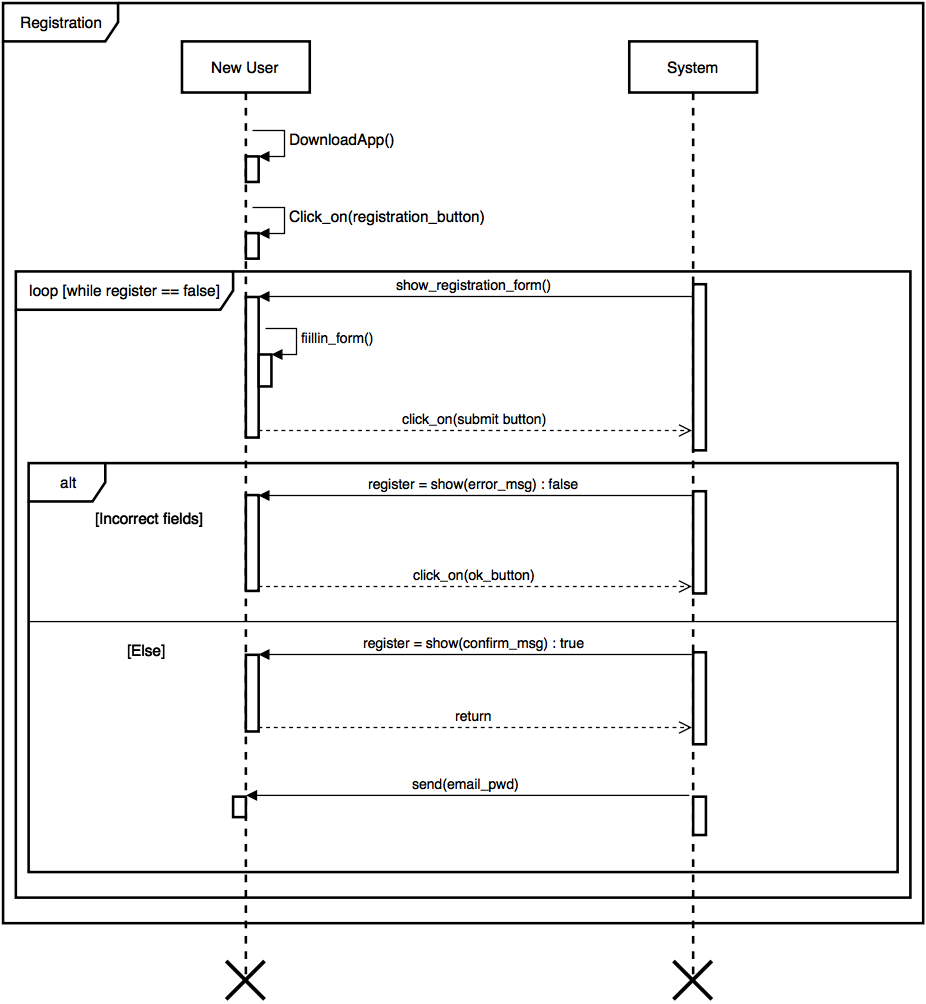 Registration
New User
System
DownloadApp()
Click_on(registration_button)
loop [while register == false]
show_registration_form()
fiillin_form()
click_on(submit button)
alt
register = show(error_msg) : false
[Incorrect fields]
click_on(ok_button)
register = show(confirm_msg) : true
[Else]
return
send(email_pwd)